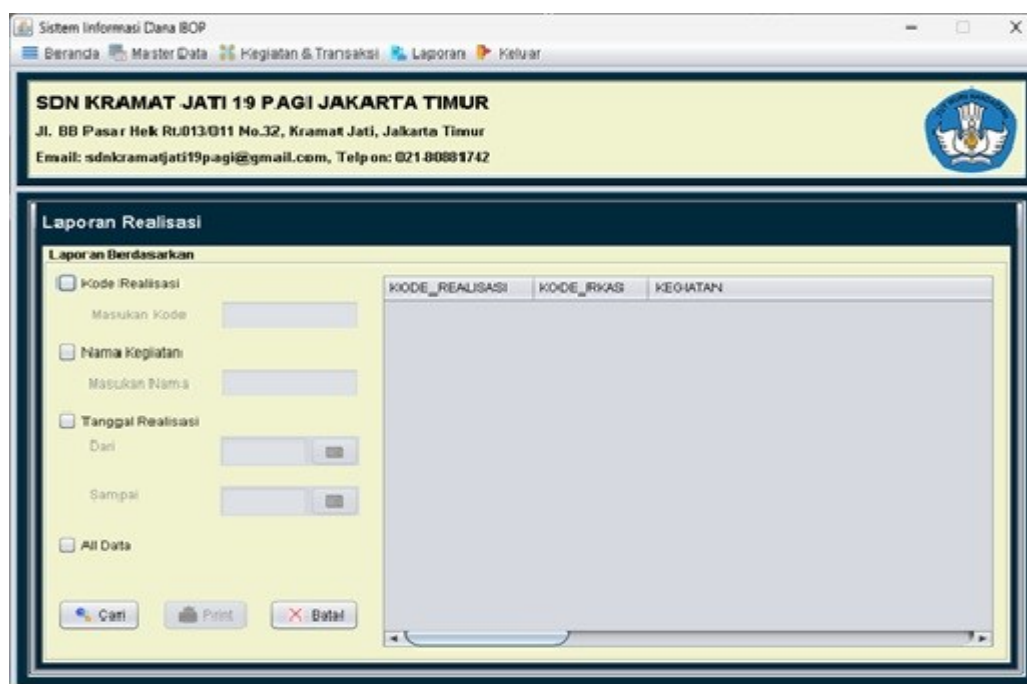 Sistem Informasi Dana BOP
Beranda Master Data Kegiatan & Transaksi Laporan Keluar
SDN KRAMAT JATI 19 PAGI JAKARTA TIMUR
Jl. BB Pasar Hek Rt.013/011 No.32, Kramat Jati, Jakarta Timur
Email: sdnkramatjati19pagi@gmail.com, Telpon: 021-80881742
Laporan Realisasi
Laporan Berdasarkan
Kode Realisasi
Masukan Kode
Nama Kegiatan
Masukan Nama
Tanggal Realisasi
Dari
Sampai
All Data
Cari Print Batal
KODE_REALISASI KODE_RKAS KEGIATAN